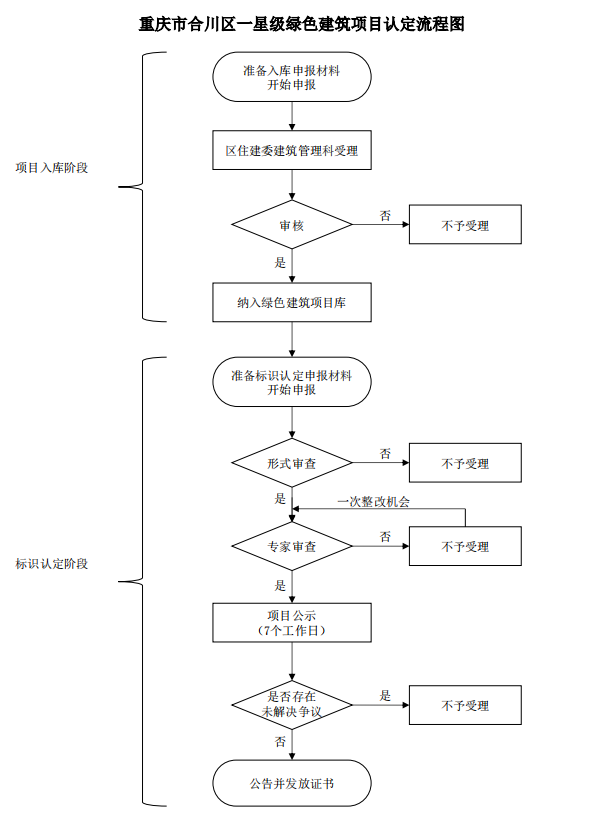 重庆市合川区一星级绿色建筑项目认定流程图
准备入库申报材料
开始申报
区住建委建筑管理科受理
项目入库阶段
审核
否
不予受理
是
纳入绿色建筑项目库
准备标识认定申报材料
开始申报
形式审查
否
不予受理
是
一次整改机会
专家审查
否
不予受理
标识认定阶段
是
项目公示
（7个工作日）
是否存在
未解决争议
是
不予受理
否
公告并发放证书